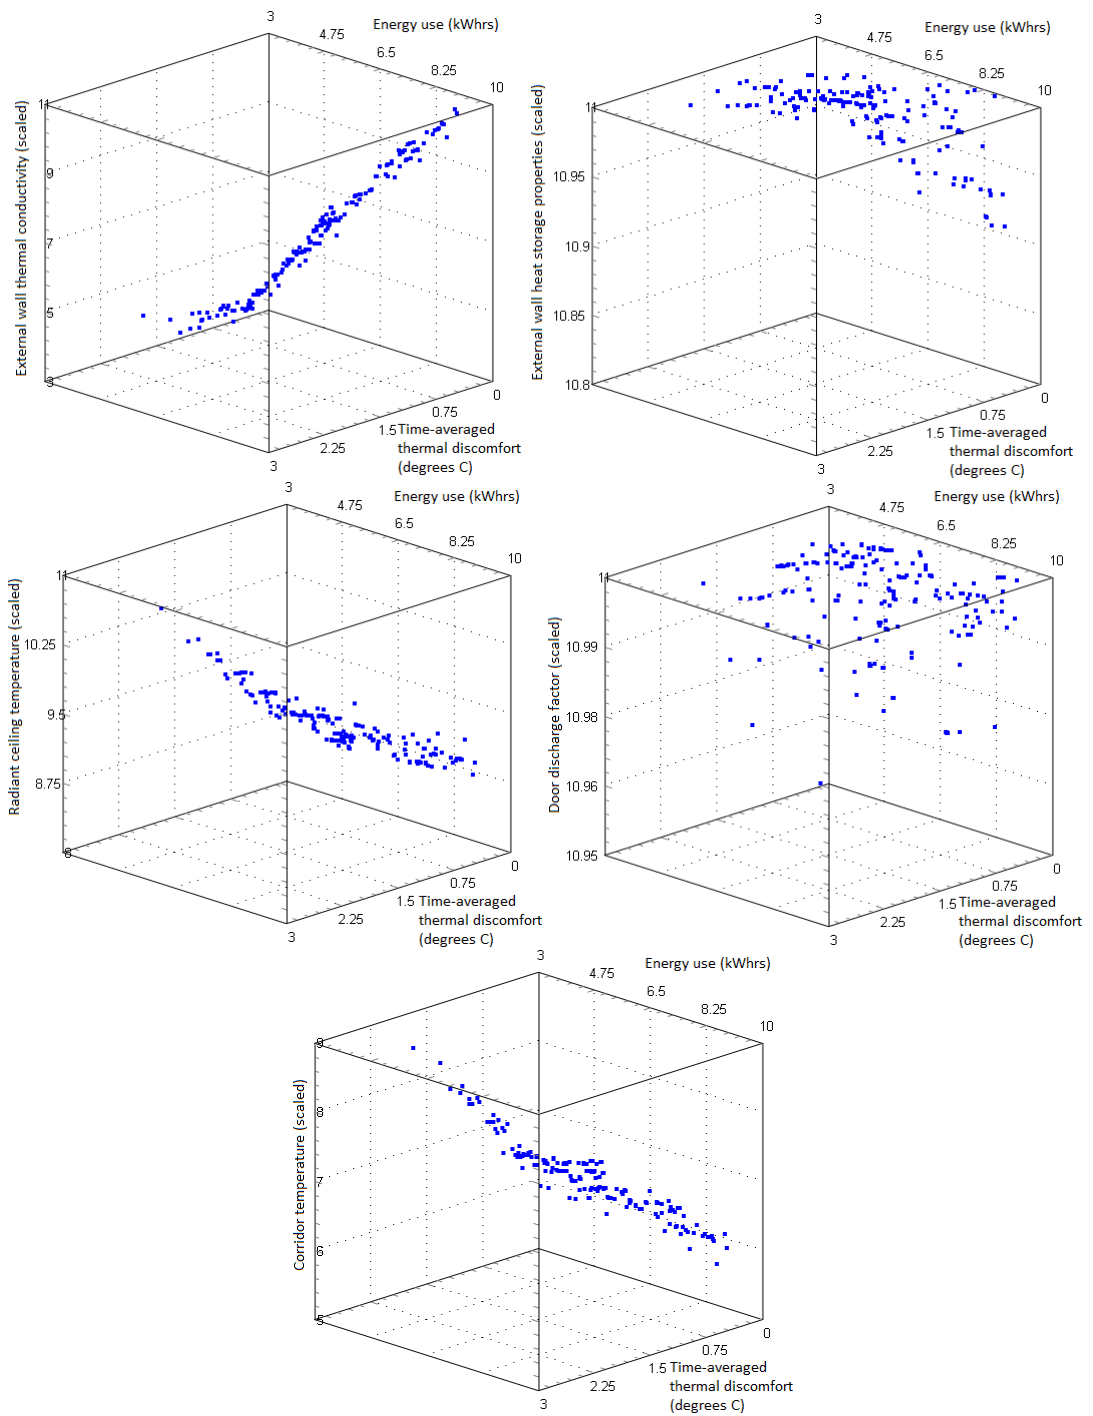 3
Energy use (kWhrs)
4.75
6.5
8.25
10
11
9
7
5
3
External wall thermal conductivity (scaled)
0
0.75
1.5 Time-averaged
thermal discomfort
2.25
(degrees C)
3
3
Energy use (kWhrs)
4.75
6.5
8.25
10
11
10.95
10.9
10.85
10.8
External wall heat storage properties (scaled)
0
0.75
1.5 Time-averaged
thermal discomfort
2.25
(degrees C)
3
3
Energy use (kWhrs)
4.75
6.5
8.25
10
11
10.25
9.5
8.75
8
Radiant ceiling temperature (scaled)
0
0.75
1.5 Time-averaged
thermal discomfort
2.25
(degrees C)
3
3
Energy use (kWhrs)
4.75
6.5
8.25
10
11
10.99
10.98
10.96
10.95
Door discharge factor (scaled)
0
0.75
1.5 Time-averaged
thermal discomfort
2.25
(degrees C)
3
3
Energy use (kWhrs)
4.75
6.5
8.25
10
9
8
7
6
5
Corridor temperature (scaled)
0
0.75
1.5 Time-averaged
thermal discomfort
2.25
(degrees C)
3